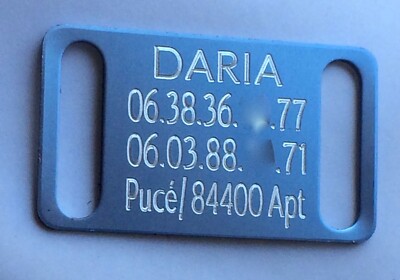 DARIA
06.38.36. .77
06.03.88. .71
Pucé/ 84400 Apt